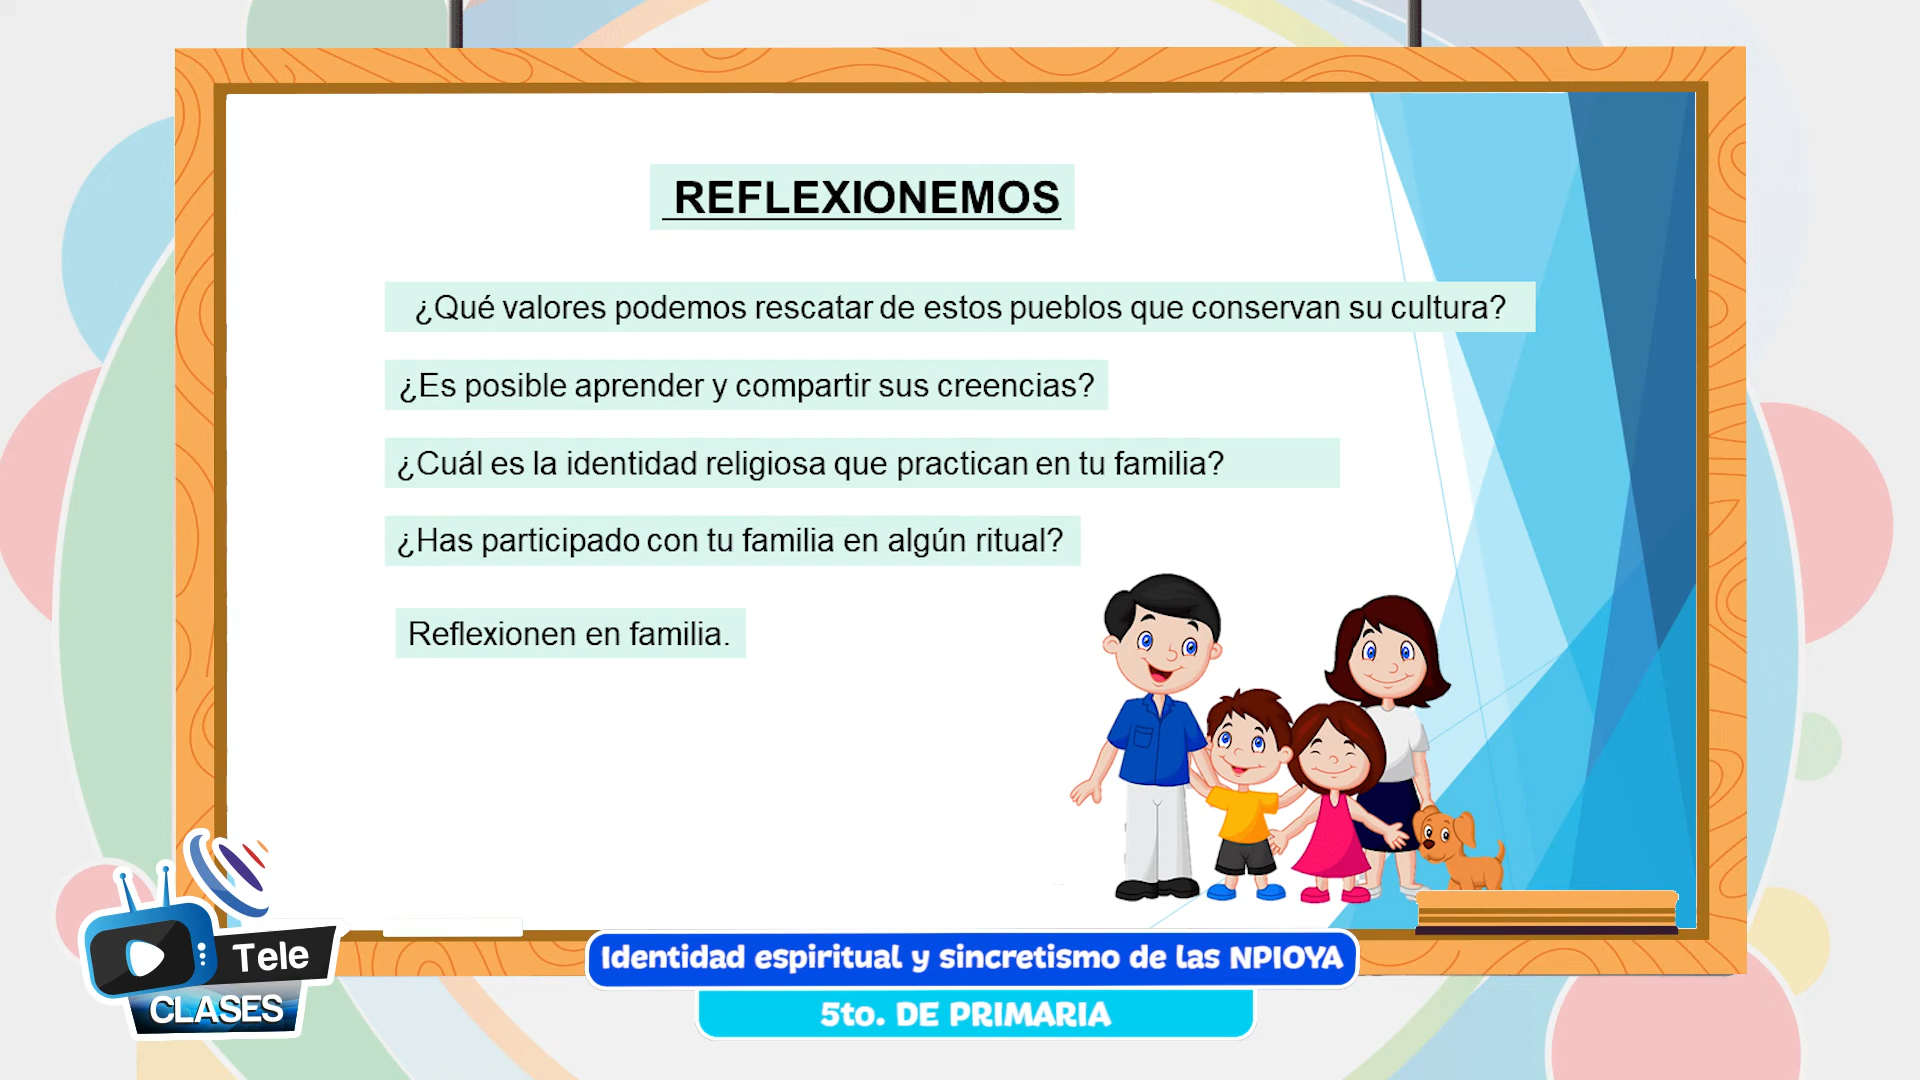 REFLEXIONEMOS
¿Qué valores podemos rescatar de estos pueblos que conservan su cultura?
¿Es posible aprender y compartir sus creencias?
¿Cuál es la identidad religiosa que practican en tu familia?
¿Has participado con tu familia en algún ritual?
Reflexionen en familia.
Tele
CLASES
Identidad espiritual y sincretismo de las NPIOYA
5to. DE PRIMARIA